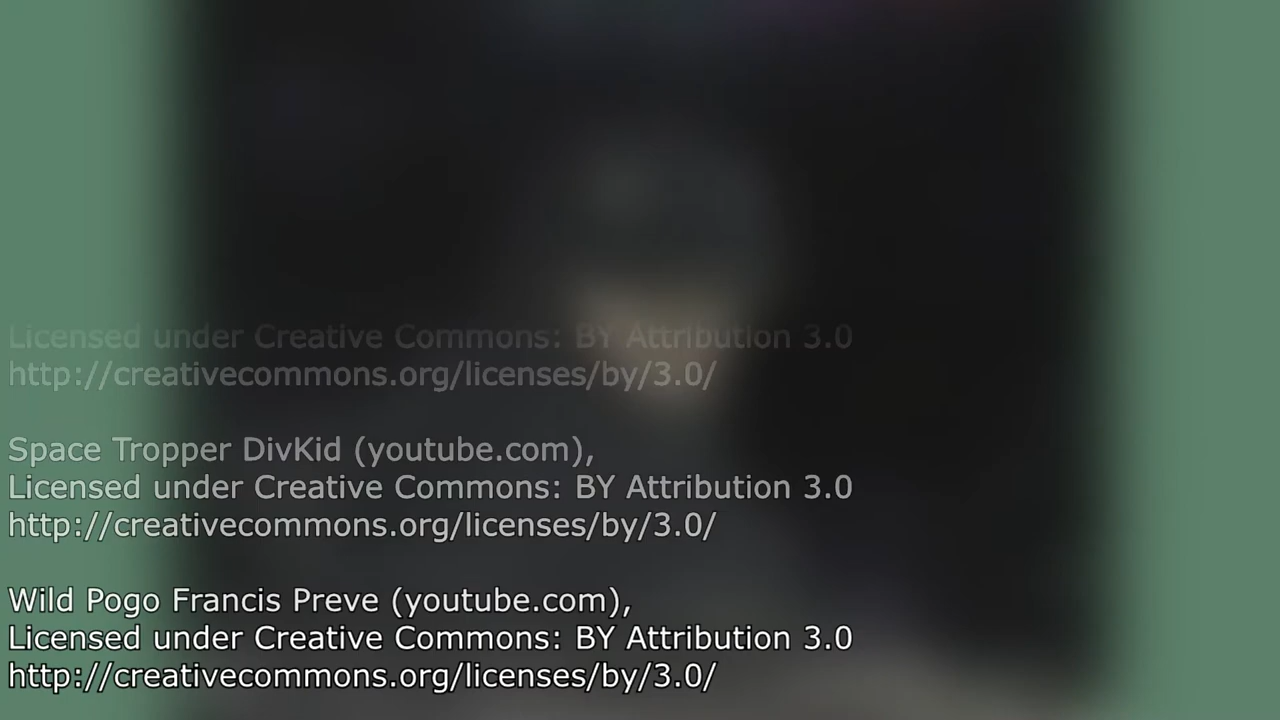 Licensed under Creative Commons: BY Attribution 3.0
http://creativecommons.org/licenses/by/3.0/
Space Tropper DivKid (youtube.com),
Licensed under Creative Commons: BY Attribution 3.0
http://creativecommons.org/licenses/by/3.0/
Wild Pogo Francis Preve (youtube.com),
Licensed under Creative Commons: BY Attribution 3.0
http://creativecommons.org/licenses/by/3.0/